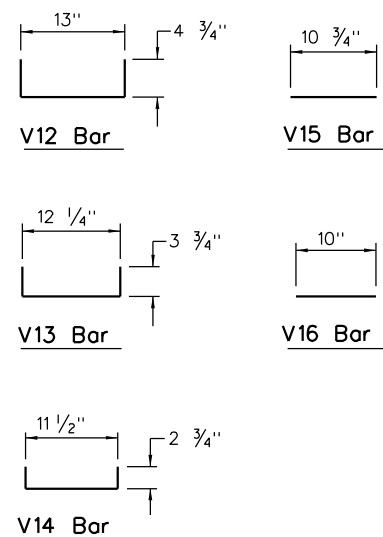 13"
4 3/4"
V12 Bar
10 3/4"
V15 Bar
12 1/4"
3 3/4"
V13 Bar
10"
V16 Bar
11 1/2"
2 3/4"
V14 Bar